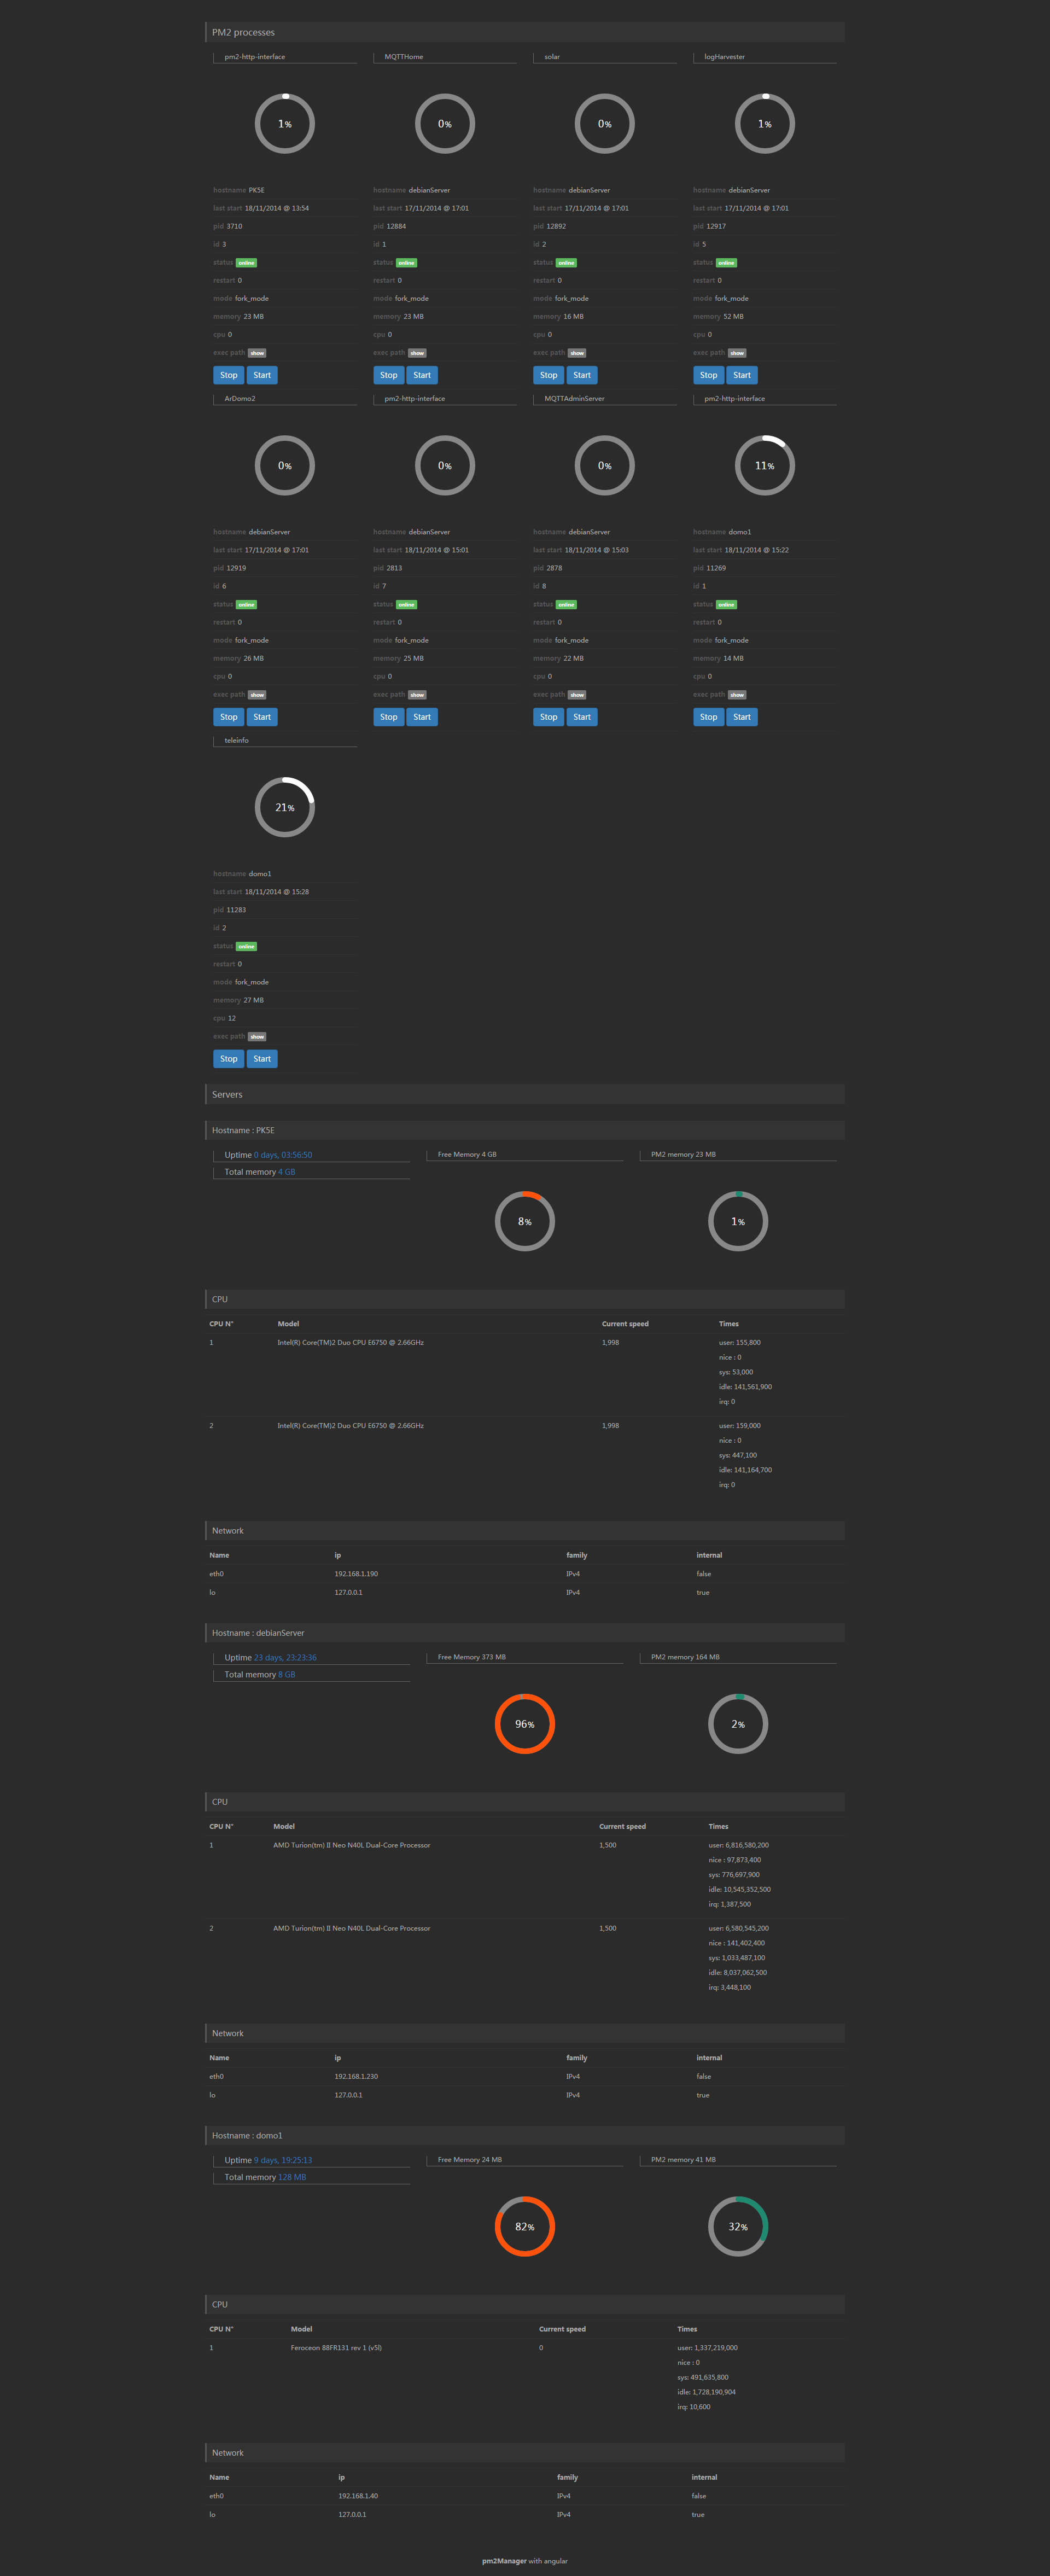 PM2 processes
pm2-http-interface
MQTTHome
solar
logHarvester
1%
0%
0%
1%
hostname PK5E
hostname debianServer
hostname debianServer
hostname debianServer
last start 18/11/2014 @ 13:54
last start 17/11/2014 @ 17:01
last start 17/11/2014 @ 17:01
last start 17/11/2014 @ 17:01
pid 3710
pid 12884
pid 12892
pid 12917
id 3
id 1
id 2
id 5
status online
status online
status online
status online
restart 0
restart 0
restart 0
restart 0
mode fork_mode
mode fork_mode
mode fork_mode
mode fork_mode
memory 23 MB
memory 23 MB
memory 16 MB
memory 52 MB
cpu 0
cpu 0
cpu 0
cpu 0
exec path show
exec path show
exec path show
exec path show
Stop Start
Stop Start
Stop Start
Stop Start
ArDomo2
pm2-http-interface
MQTTAdminServer
pm2-http-interface
0%
0%
0%
11%
hostname debianServer
hostname debianServer
hostname debianServer
hostname domo1
last start 17/11/2014 @ 17:01
last start 18/11/2014 @ 15:01
last start 18/11/2014 @ 15:03
last start 18/11/2014 @ 15:22
pid 12919
pid 2813
pid 2878
pid 11269
id 6
id 7
id 8
id 1
status online
status online
status online
status online
restart 0
restart 0
restart 0
restart 0
mode fork_mode
mode fork_mode
mode fork_mode
mode fork_mode
memory 26 MB
memory 25 MB
memory 22 MB
memory 14 MB
cpu 0
cpu 0
cpu 0
cpu 0
exec path show
exec path show
exec path show
exec path show
Stop Start
Stop Start
Stop Start
Stop Start
teleinfo
21%
hostname domo1
last start 18/11/2014 @ 15:28
pid 11283
id 2
status online
restart 0
mode fork_mode
memory 27 MB
cpu 12
exec path show
Stop Start
Servers
Hostname : PK5E
Uptime 0 days, 03:56:50
Free Memory 4 GB
PM2 memory 23 MB
Total memory 4 GB
8%
1%
CPU
CPU N° Model Current speed Times
1 Intel(R) Core(TM)2 Duo CPU E6750 @ 2.66GHz 1,998 user: 155,800
nice : 0
sys: 53,000
idle: 141,561,900
irq: 0
2 Intel(R) Core(TM)2 Duo CPU E6750 @ 2.66GHz 1,998 user: 159,000
nice : 0
sys: 447,100
idle: 141,164,700
irq: 0
Network
Name ip family internal
eth0 192.168.1.190 IPv4 false
lo 127.0.0.1 IPv4 true
Hostname : debianServer
Uptime 23 days, 23:23:36
Free Memory 373 MB
PM2 memory 164 MB
Total memory 8 GB
96%
2%
CPU
CPU N° Model Current speed Times
1 AMD Turion(tm) II Neo N40L Dual-Core Processor 1,500 user: 6,816,580,200
nice : 97,873,400
sys: 776,697,900
idle: 10,545,352,500
irq: 1,387,500
2 AMD Turion(tm) II Neo N40L Dual-Core Processor 1,500 user: 6,580,545,200
nice : 141,402,400
sys: 1,033,487,100
idle: 8,037,062,500
irq: 3,448,100
Network
Name ip family internal
eth0 192.168.1.230 IPv4 false
lo 127.0.0.1 IPv4 true
Hostname : domo1
Uptime 9 days, 19:25:13
Free Memory 24 MB
PM2 memory 41 MB
Total memory 128 MB
82%
32%
CPU
CPU N° Model Current speed Times
1 Feroceon 88FR131 rev 1 (v5l) 0 user: 1,337,219,000
nice : 0
sys: 491,635,800
idle: 1,728,190,904
irq: 10,600
Network
Name ip family internal
eth0 192.168.1.40 IPv4 false
lo 127.0.0.1 IPv4 true
pm2Manager with angular